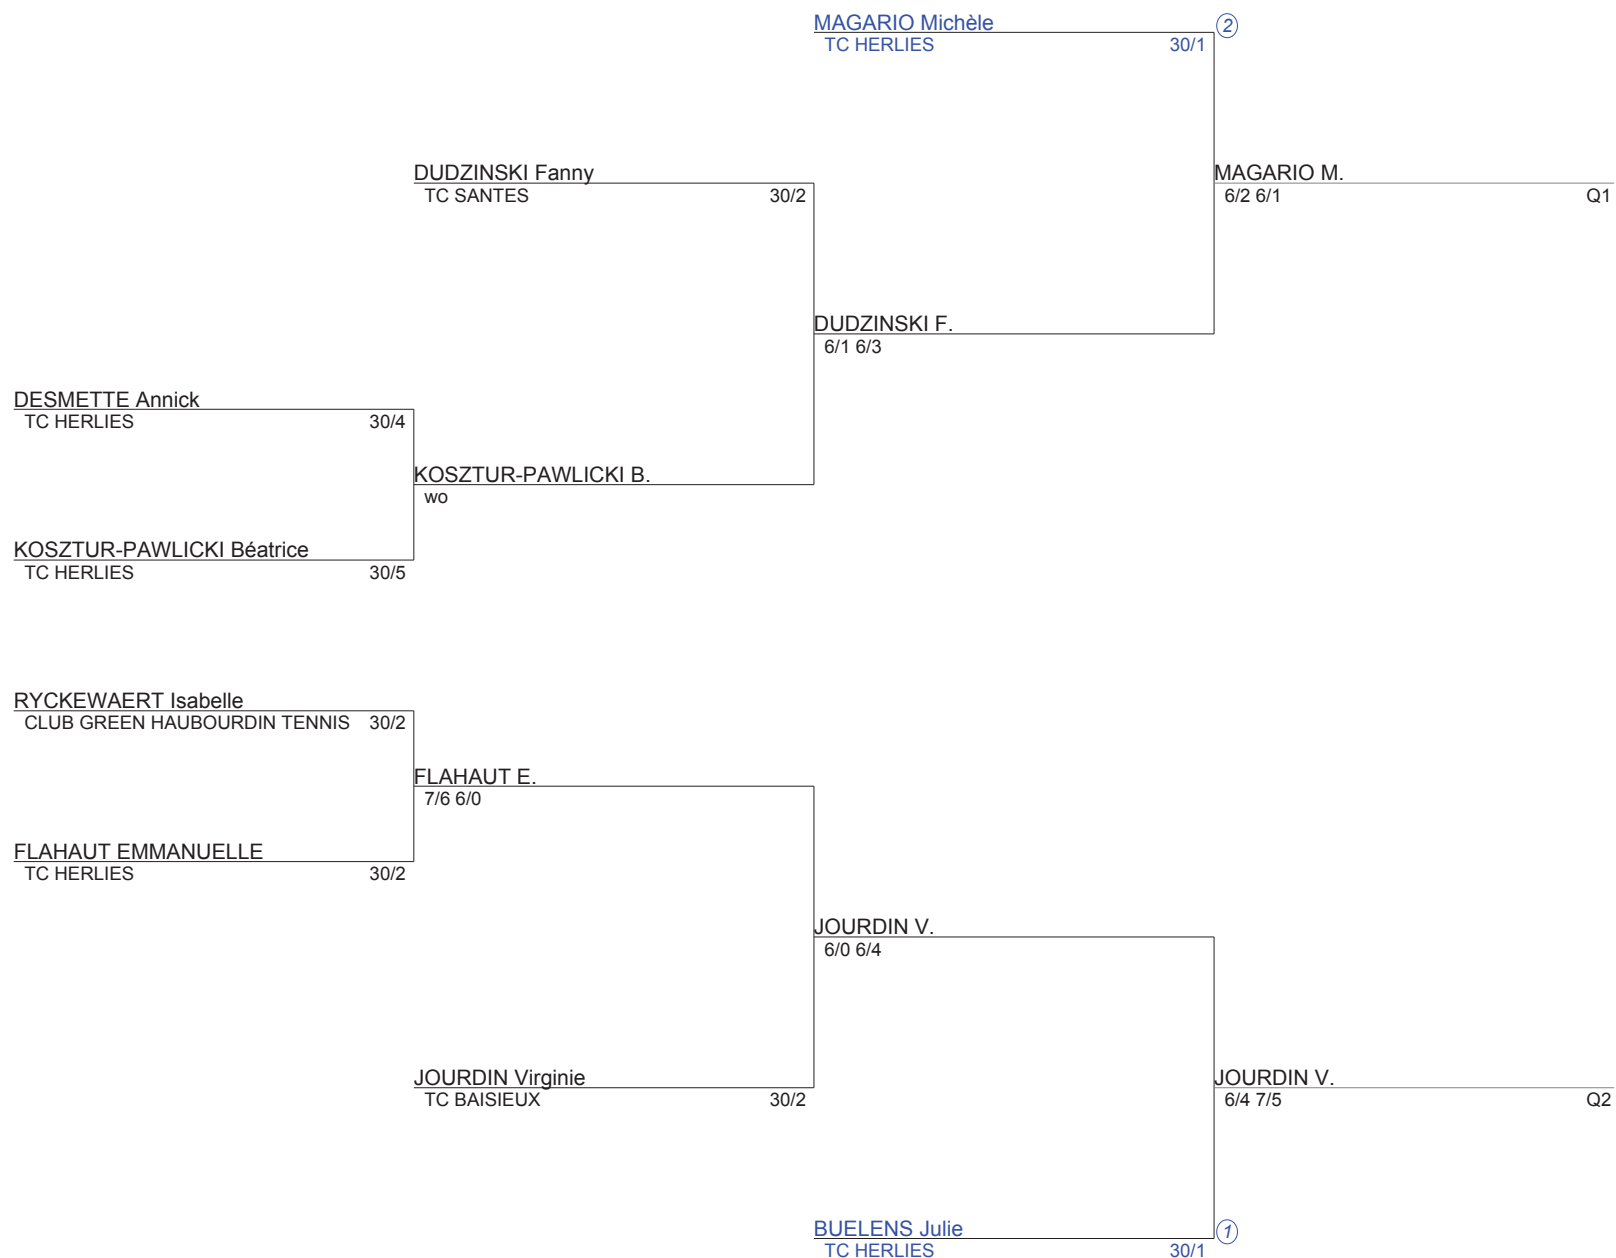 MAGARIO Michèle 2
TC HERLIES 30/1
DUDZINSKI Fanny
TC SANTES 30/2
MAGARIO M.
6/2 6/1 Q1
DUDZINSKI F.
6/1 6/3
DESMETTE Annick
TC HERLIES 30/4
KOSZTUR-PAWLICKI B.
wo
KOSZTUR-PAWLICKI Béatrice
TC HERLIES 30/5
RYCKEWAERT Isabelle
CLUB GREEN HAUBOURDIN TENNIS 30/2
FLAHAUT E.
7/6 6/0
FLAHAUT EMMANUELLE
TC HERLIES 30/2
JOURDIN V.
6/0 6/4
JOURDIN Virginie
TC BAISIEUX 30/2
JOURDIN V.
6/4 7/5 Q2
BUELENS Julie 1
TC HERLIES 30/1